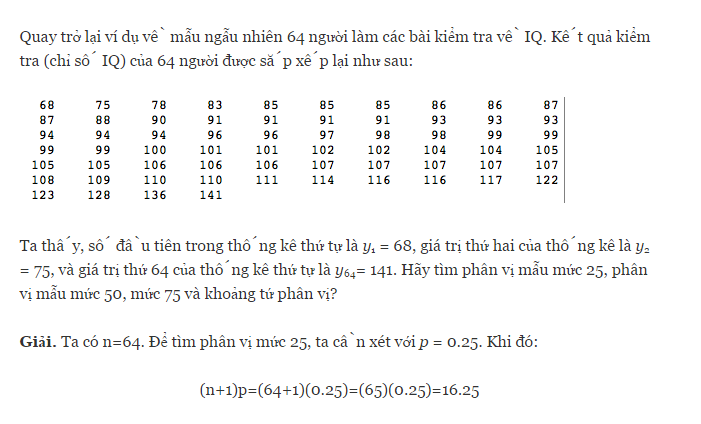 Quay trở lại ví dụ về mẫu ngẫu nhiên 64 người làm các bài kiểm tra về IQ. Kết quả kiểm
tra (chỉ số IQ) của 64 người được sắp xếp lại như sau:
68 75 78 83 85 85 85 86 86 87
87 88 90 91 91 91 91 93 93 93
94 94 94 96 96 97 98 98 99 99
99 99 100 101 101 102 102 104 104 105
105 105 106 106 106 107 107 107 107 107
108 109 110 110 111 114 116 116 117 122
123 128 136 141
Ta thấy, số đầu tiên trong thống kê thứ tự là y₁ = 68, giá trị thứ hai của thống kê là y₂
= 75, và giá trị thứ 64 của thống kê thứ tự là y₆₄= 141. Hãy tìm phân vị mẫu mức 25, phân
vị mẫu mức 50, mức 75 và khoảng tứ phân vị?
Giải. Ta có n=64. Để tìm phân vị mức 25, ta cần xét với p = 0.25. Khi đó:
(n+1)p=(64+1)(0.25)=(65)(0.25)=16.25